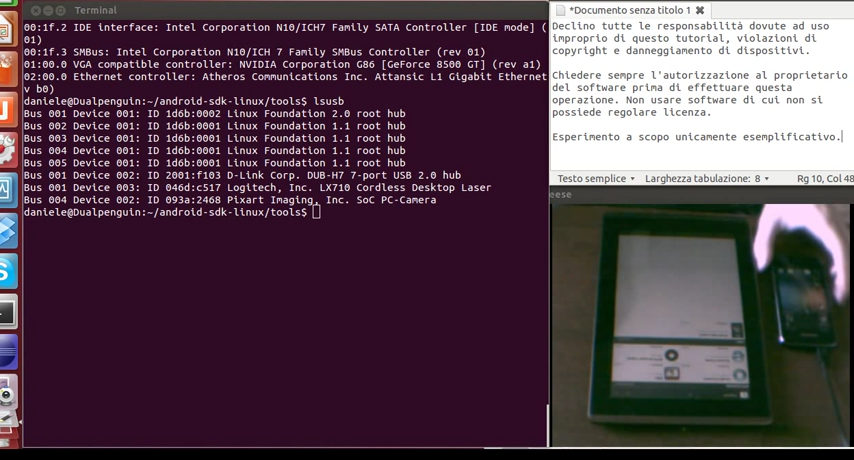 Terminal
00:1f.2 IDE interface: Intel Corporation N10/ICH7 Family SATA Controller [IDE mode] (
01)
00:1f.3 SMBus: Intel Corporation N10/ICH 7 Family SMBus Controller (rev 01)
01:00.0 VGA compatible controller: NVIDIA Corporation G86 [GeForce 8500 GT] (rev a1)
02:00.0 Ethernet controller: Atheros Communications Inc. Attansic L1 Gigabit Ethernet
v b0)
daniele@Dualpenguin:~/android-sdk-linux/tools$ lsusb
Bus 001 Device 001: ID 1d6b:0002 Linux Foundation 2.0 root hub
Bus 002 Device 001: ID 1d6b:0001 Linux Foundation 1.1 root hub
Bus 003 Device 001: ID 1d6b:0001 Linux Foundation 1.1 root hub
Bus 004 Device 001: ID 1d6b:0001 Linux Foundation 1.1 root hub
Bus 005 Device 001: ID 1d6b:0001 Linux Foundation 1.1 root hub
Bus 001 Device 002: ID 2001:f103 D-Link Corp. DUB-H7 7-port USB 2.0 hub
Bus 001 Device 003: ID 046d:c517 Logitech, Inc. LX710 Cordless Desktop Laser
Bus 004 Device 002: ID 093a:2468 Pixart Imaging, Inc. SoC PC-Camera
daniele@Dualpenguin:~/android-sdk-linux/tools$
*Documento senza titolo 1
Declino tutte le responsabilità dovute ad uso
improprio di questo tutorial, violazioni di
copyright e danneggiamento di dispositivi.
Chiedere sempre l'autorizzazione al proprietario
del software prima di effettuare questa
operazione. Non usare software di cui non si
possiede regolare licenza.
Esperimento a scopo unicamente esemplificativo.
Testo semplice Larghezza tabulazione: 8 Rg 10, Col 48
eese